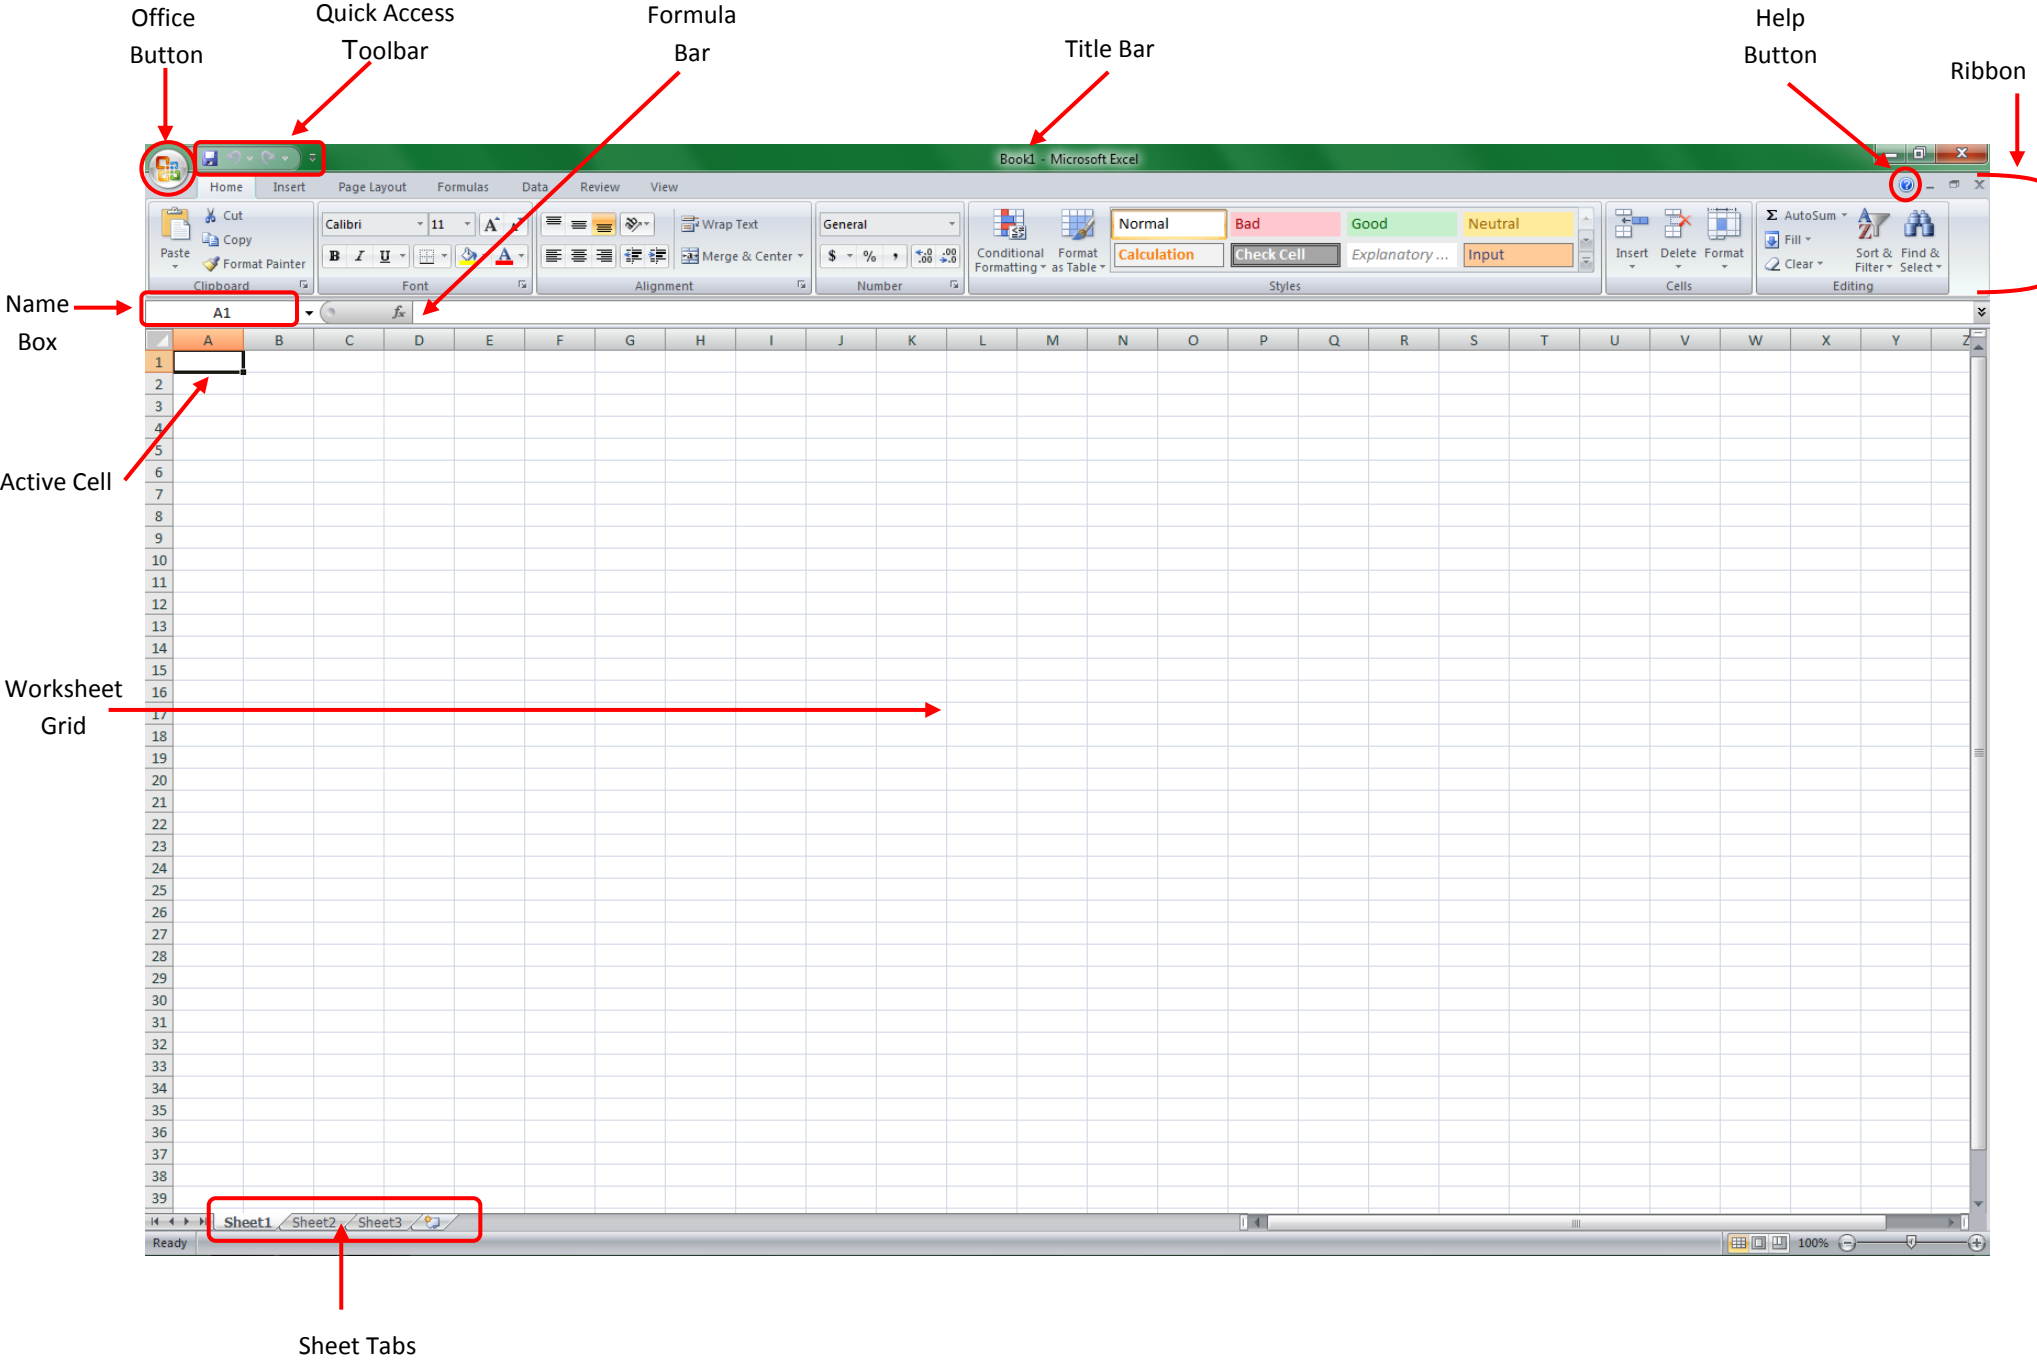 Office
Button
Quick Access
Toolbar
Formula
Bar
Title Bar
Help
Button
Ribbon
Book1 - Microsoft Excel
Home Insert Page Layout Formulas Data Review View
Paste
Cut
Copy
Format Painter
Clipboard
Calibri 11
B I U A
Font
Wrap Text
Merge & Center
Alignment
General
$ % ,
Number
Conditional
Formatting
Format
as Table
Normal Bad Good Neutral
Calculation Check Cell Explanatory ... Input
Styles
Insert Delete Format
Cells
Σ AutoSum
Fill
Clear
Sort &
Filter
Find &
Select
Editing
Name
Box
A1
fx
A B C D E F G H I J K L M N O P Q R S T U V W X Y Z
1
2
3
4
5
6
7
8
9
10
11
12
13
14
15
16
17
18
19
20
21
22
23
24
25
26
27
28
29
30
31
32
33
34
35
36
37
38
39
Active Cell
Worksheet
Grid
Sheet1 Sheet2 Sheet3
Ready
100%
Sheet Tabs